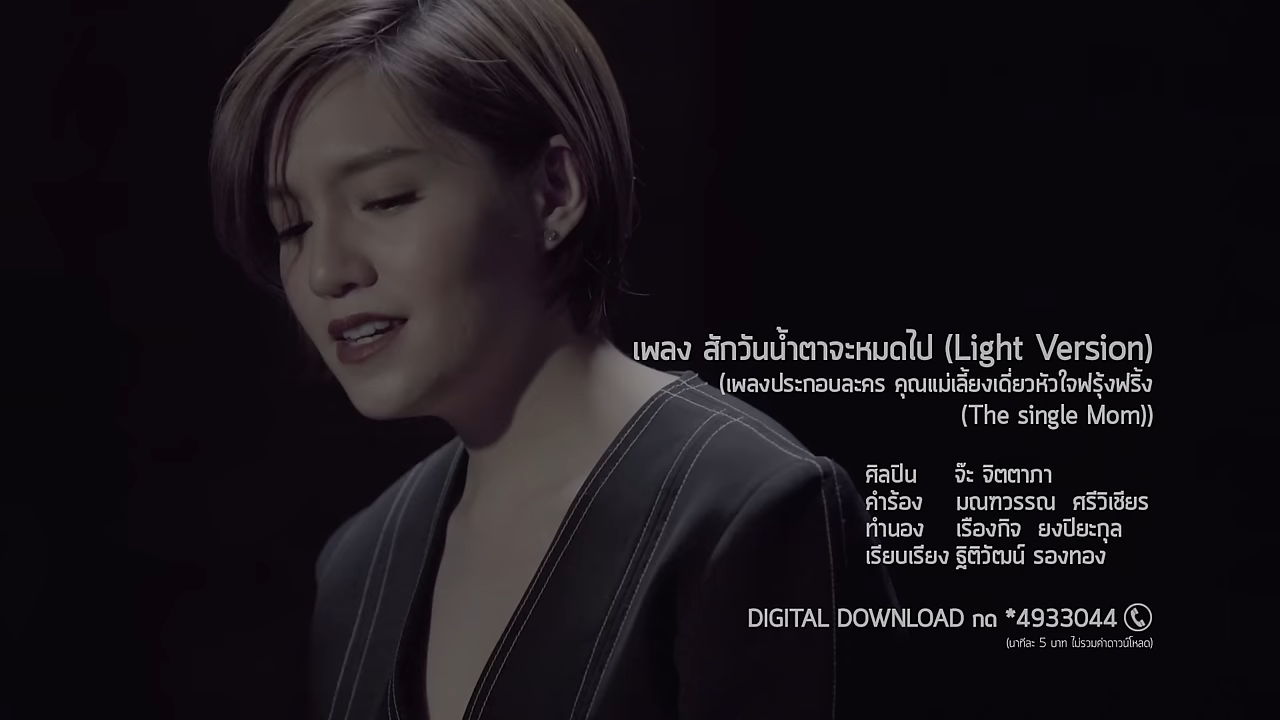 เพลง สักวันน้ำตาจะหมดไป (Light Version)
(เพลงประกอบละคร คุณแม่เลี้ยงเดี่ยวหัวใจฟรุ้งฟริ้ง
(The single Mom))
ศิลปิน จ๊ะ จิตตาภา
คำร้อง มณฑวรรณ ศรีวิเชียร
ทำนอง เรืองกิจ ยงปิยะกุล
เรียบเรียง ฐิติวัฒน์ รองทอง
DIGITAL DOWNLOAD กด *4933044
(นาทีละ 5 บาท ไม่รวมค่าดาวน์โหลด)